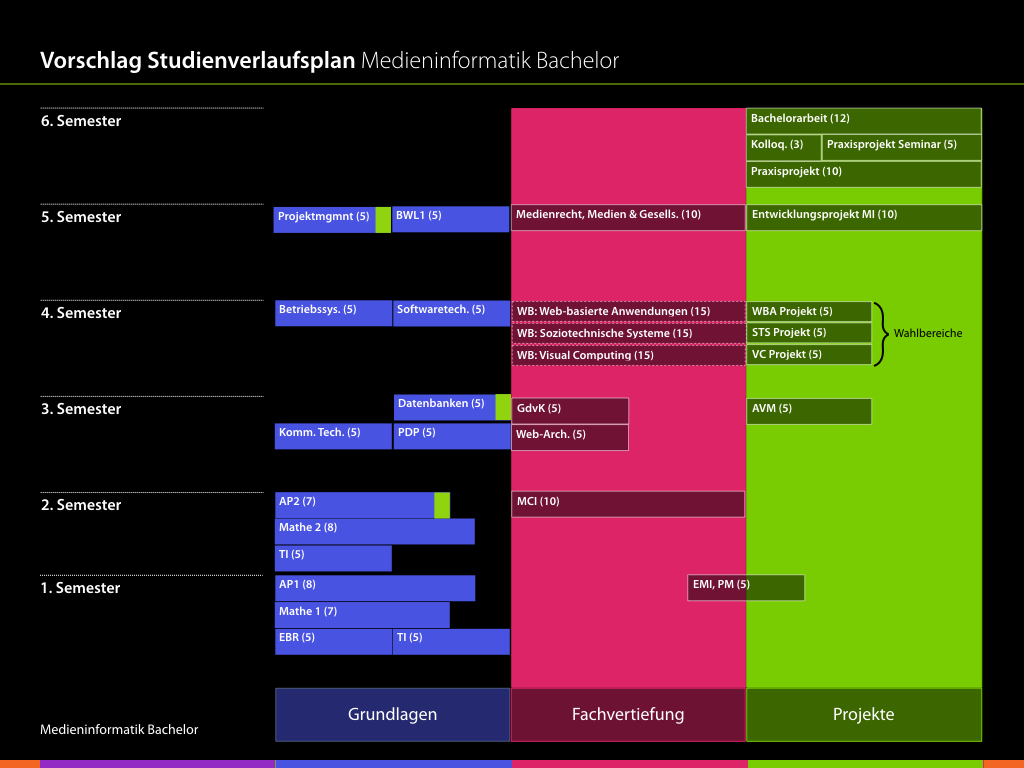 Vorschlag Studienverlaufsplan Medieninformatik Bachelor
6. Semester
Bachelorarbeit (12)
Kolloq. (3) Praxisprojekt Seminar (5)
Praxisprojekt (10)
5. Semester
Projektmgmnt (5) BWL1 (5) Medienrecht, Medien & Gesells. (10) Entwicklungsprojekt MI (10)
4. Semester
Betriebssys. (5) Softwaretech. (5) WB: Web-basierte Anwendungen (15) WBA Projekt (5)
WB: Soziotechnische Systeme (15) STS Projekt (5) Wahlbereiche
WB: Visual Computing (15) VC Projekt (5)
3. Semester
Datenbanken (5) GdvK (5) AVM (5)
Komm. Tech. (5) PDP (5) Web-Arch. (5)
2. Semester
AP2 (7) MCI (10)
Mathe 2 (8)
TI (5)
1. Semester
AP1 (8) EMI, PM (5)
Mathe 1 (7)
EBR (5) TI (5)
Grundlagen Fachvertiefung Projekte
Medieninformatik Bachelor